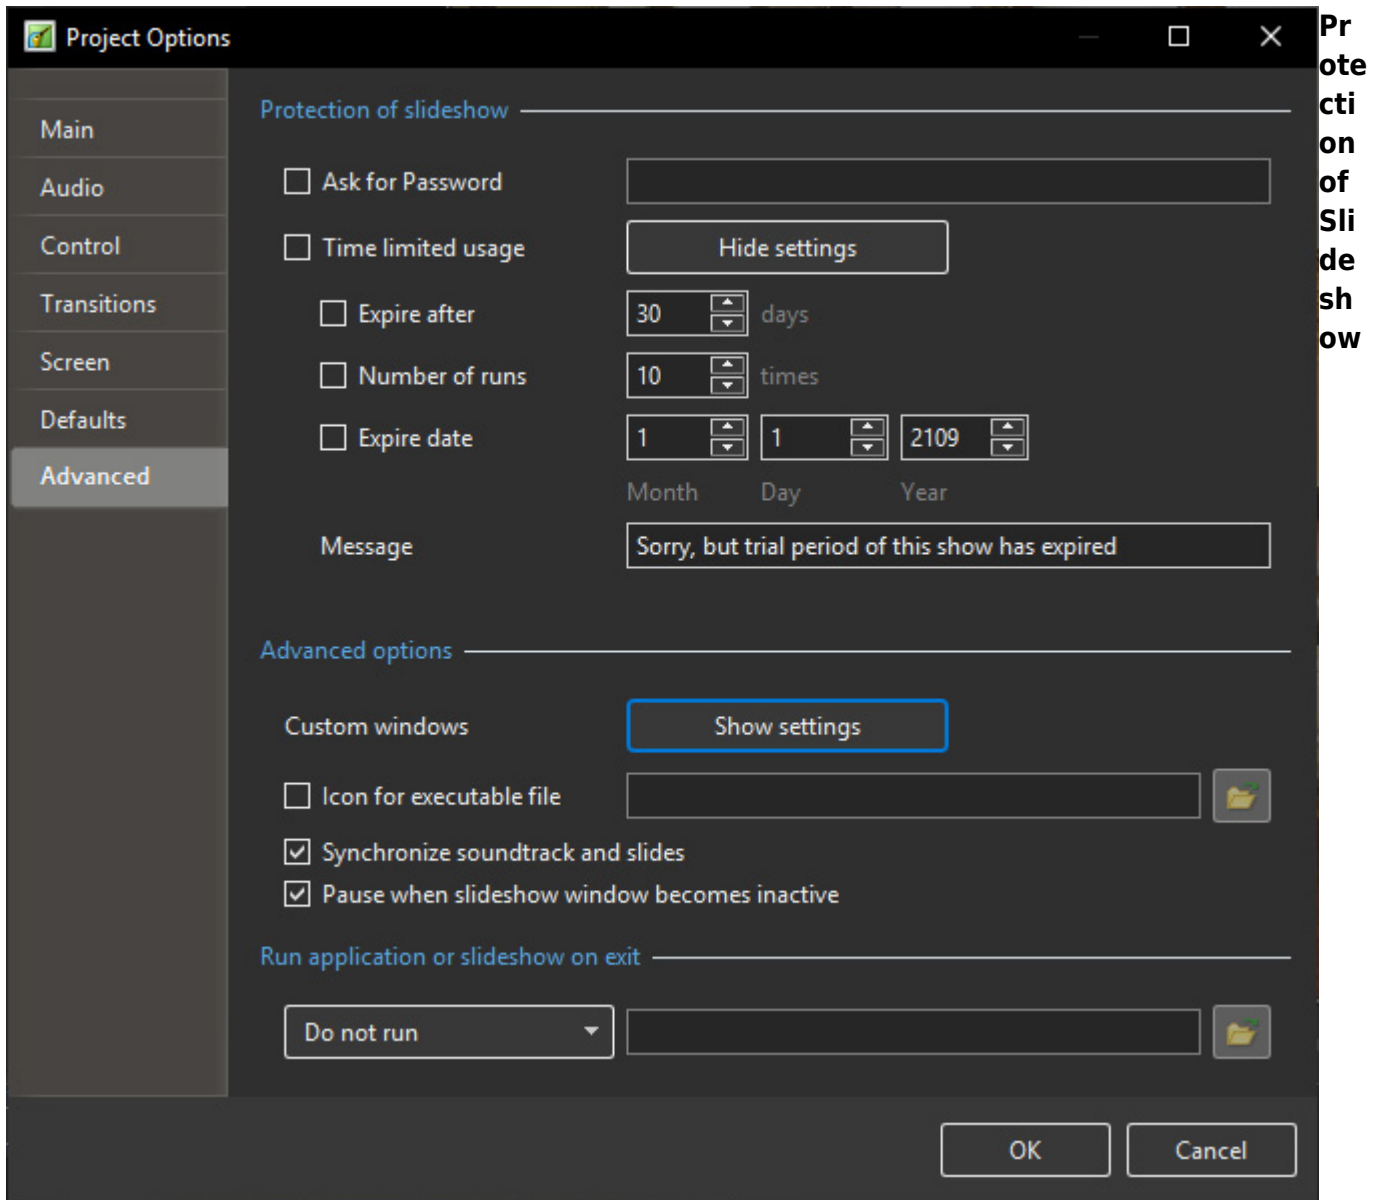 Project Options
Main
Audio
Control
Transitions
Screen
Defaults
Advanced
Protection of slideshow
Ask for Password
Time limited usage Hide settings
Expire after 30 days
Number of runs 10 times
Expire date 1 1 2109
Month Day Year
Message Sorry, but trial period of this show has expired
Advanced options
Custom windows Show settings
Icon for executable file
Synchronize soundtrack and slides
Pause when slideshow window becomes inactive
Run application or slideshow on exit
Do not run
OK Cancel
Pr
ote
cti
on
of
Sli
de
sh
ow